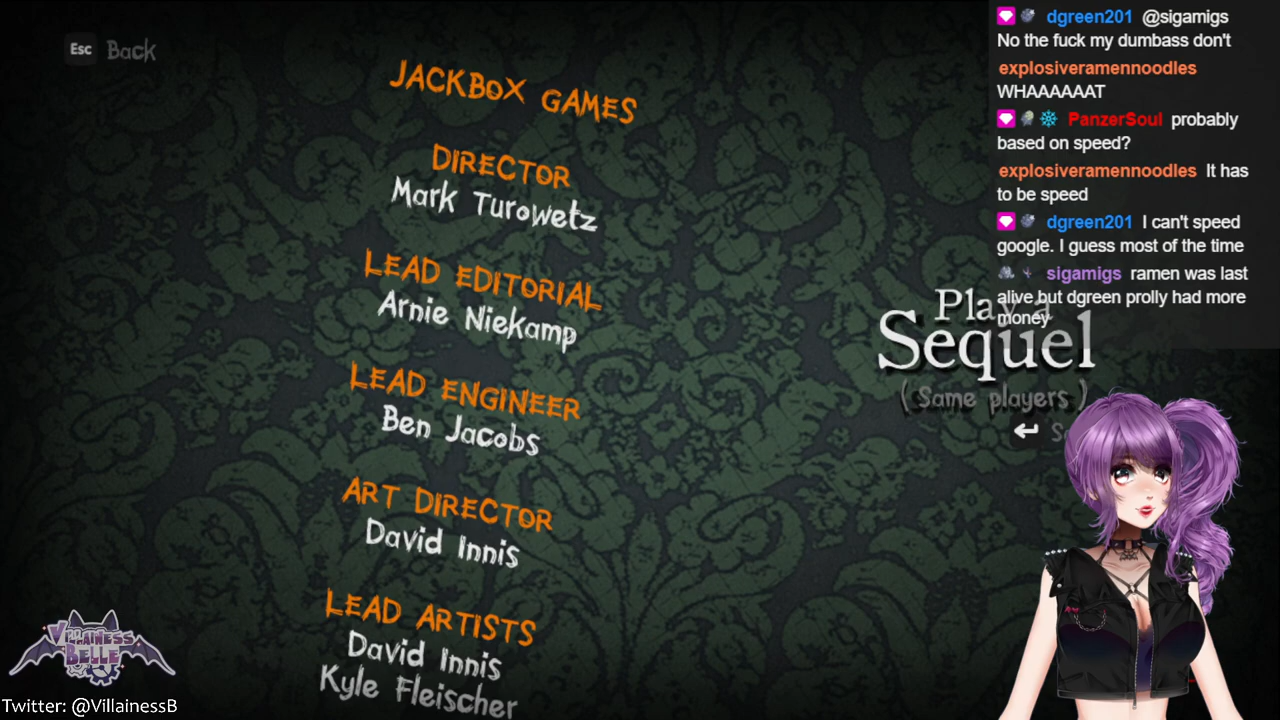 Esc Back
JACKBOX GAMES
DIRECTOR
Mark Turowetz
LEAD EDITORIAL
Arnie Niekamp
LEAD ENGINEER
Ben Jacobs
ART DIRECTOR
David Innis
LEAD ARTISTS
David Innis
Kyle Fleischer
dgreen201 @sigamigs
No the fuck my dumbass don't
explosiveramennoodles
WHAAAAAAT
PanzerSoul probably
based on speed?
explosiveramennoodles It has
to be speed
dgreen201 I can't speed
google. I guess most of the time
sigamigs ramen was last
alive but dgreen prolly had more
money
Play a
Sequel
(Same players)
VILLAINESS
BELLE
Twitter: @VillainessB